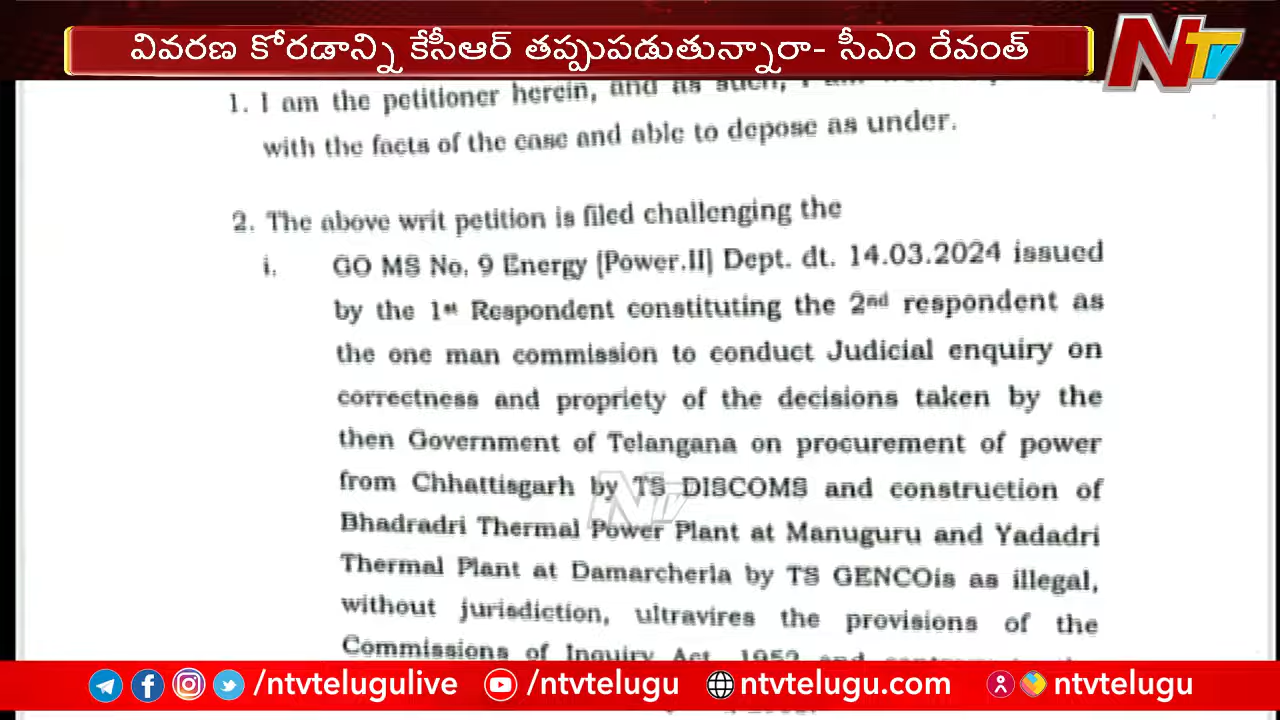 వివరణ కోరడాన్ని కేసీఆర్ తప్పుపడుతున్నారా- సీఎం రేవంత్
NTV
1. I am the petitioner herein, and as such, I am
with the facts of the case and able to depose as under.
2. The above writ petition is filed challenging the
i. GO MS No. 9 Energy (Power.II) Dept. dt. 14.03.2024 issued
by the 1st Respondent constituting the 2nd respondent as
the one man commission to conduct Judicial enquiry on
correctness and propriety of the decisions taken by the
then Government of Telangana on procurement of power
from Chhattisgarh by TS DISCOMS and construction of
NTV
Bhadradri Thermal Power Plant at Manuguru and Yadadri
Thermal Plant at Damarcherla by TS GENCOis as illegal,
without jurisdiction, ultravires the provisions of the
Commissions of Inquiry Act, 1952 and
/ntvtelugulive /ntvtelugu ntvtelugu.com ntvtelugu